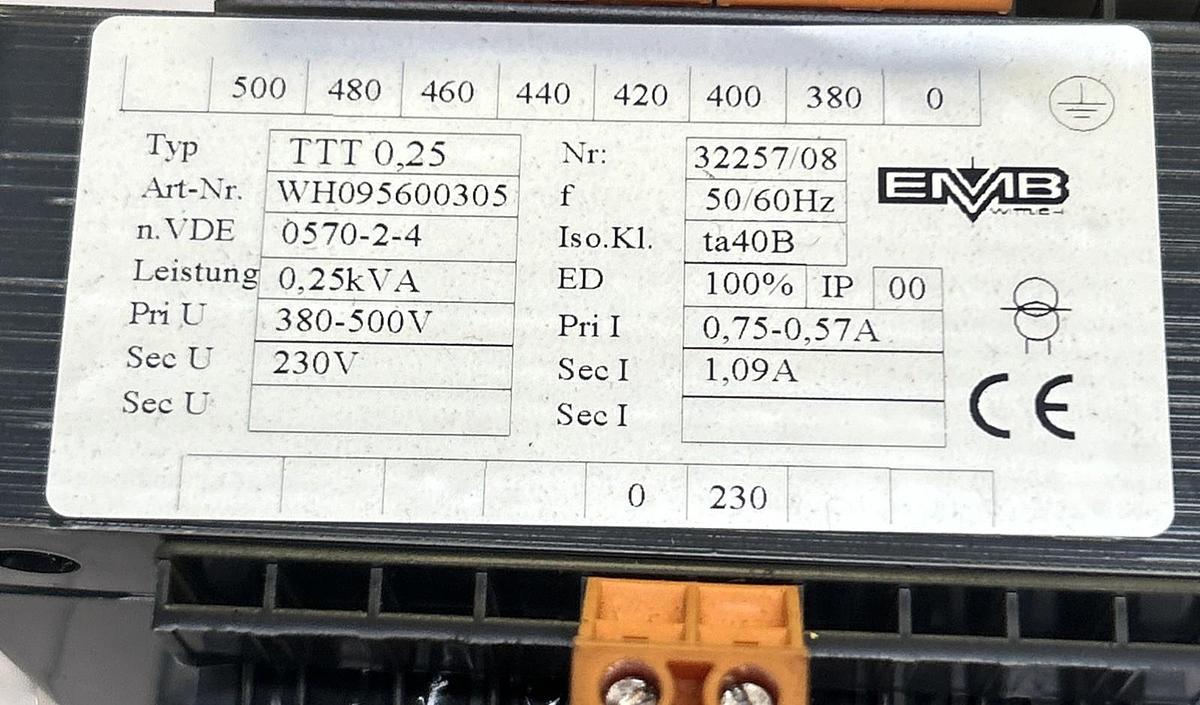 500 480 460 440 420 400 380 0
Typ TTT 0,25 Nr: 32257/08
Art-Nr. WH095600305 f 50/60Hz
n.VDE 0570-2-4 Iso.Kl. ta40B
Leistung 0,25kVA ED 100% IP 00
Pri U 380-500V Pri I 0,75-0,57A
Sec U 230V Sec I 1,09A
Sec U Sec I
EMB
CE
0 230